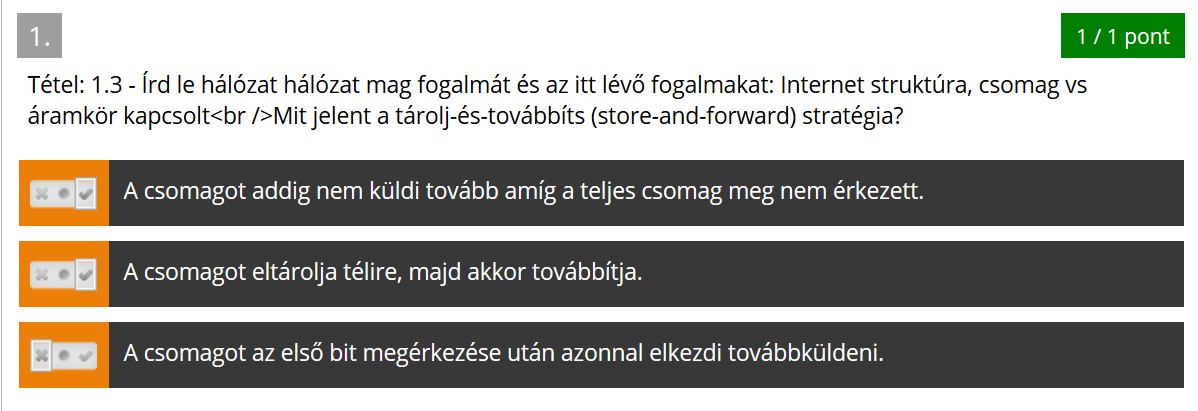 1.
1 / 1 pont
Tétel: 1.3 - Írd le hálózat hálózat mag fogalmát és az itt lévő fogalmakat: Internet struktúra, csomag vs
áramkör kapcsolt<br />Mit jelent a tárolj-és-továbbíts (store-and-forward) stratégia?
A csomagot addig nem küldi tovább amíg a teljes csomag meg nem érkezett.
A csomagot eltárolja télire, majd akkor továbbítja.
A csomagot az első bit megérkezése után azonnal elkezdi továbbküldeni.